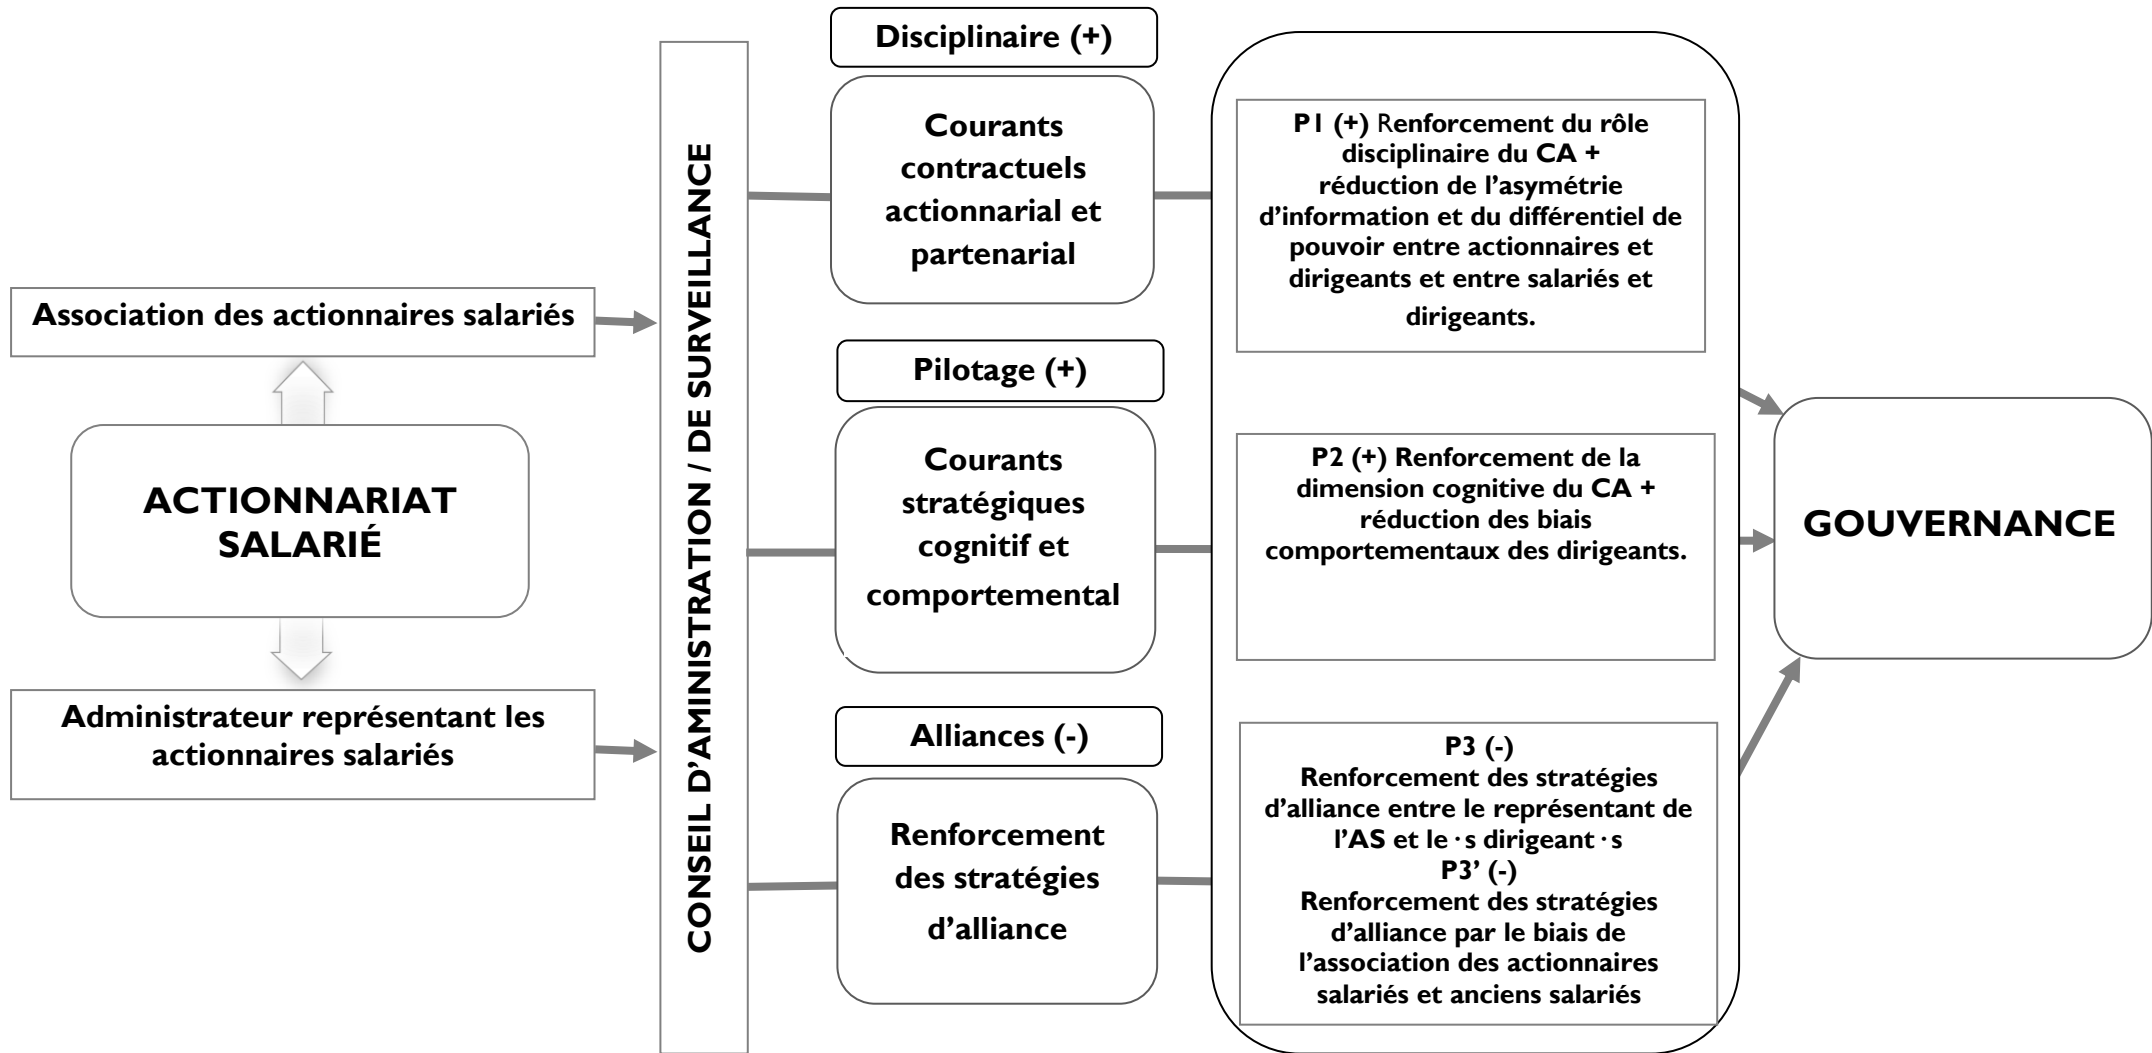 Association des actionnaires salariés
ACTIONNARIAT
SALARIÉ
Administrateur représentant les
actionnaires salariés
CONSEIL D’AMINISTRATION / DE SURVEILLANCE
Disciplinaire (+)
Courants
contractuels
actionnarial et
partenarial
Pilotage (+)
Courants
stratégiques
cognitif et
comportemental
Alliances (-)
Renforcement
des stratégies
d’alliance
P1 (+) Renforcement du rôle
disciplinaire du CA +
réduction de l’asymétrie
d’information et du différentiel de
pouvoir entre actionnaires et
dirigeants et entre salariés et
dirigeants.
P2 (+) Renforcement de la
dimension cognitive du CA +
réduction des biais
comportementaux des dirigeants.
P3 (-)
Renforcement des stratégies
d’alliance entre le représentant de
l’AS et le·s dirigeant·s
P3’ (-)
Renforcement des stratégies
d’alliance par le biais de
l’association des actionnaires
salariés et anciens salariés
GOUVERNANCE